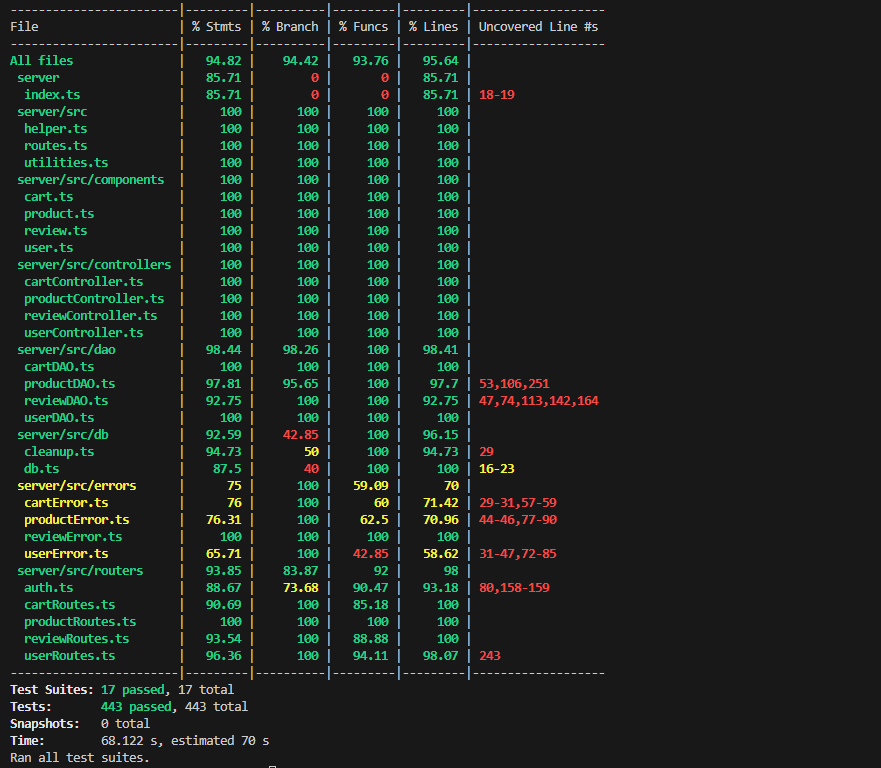 -------------------------|---------|----------|---------|---------|-------------------
File                     | % Stmts | % Branch | % Funcs | % Lines | Uncovered Line #s
-------------------------|---------|----------|---------|---------|-------------------
All files                |   94.82 |    94.42 |   93.76 |   95.64 |
 server                  |   85.71 |        0 |       0 |   85.71 |
  index.ts               |   85.71 |        0 |       0 |   85.71 | 18-19
 server/src              |     100 |      100 |     100 |     100 |
  helper.ts              |     100 |      100 |     100 |     100 |
  routes.ts              |     100 |      100 |     100 |     100 |
  utilities.ts           |     100 |      100 |     100 |     100 |
 server/src/components   |     100 |      100 |     100 |     100 |
  cart.ts                |     100 |      100 |     100 |     100 |
  product.ts             |     100 |      100 |     100 |     100 |
  review.ts              |     100 |      100 |     100 |     100 |
  user.ts                |     100 |      100 |     100 |     100 |
 server/src/controllers  |     100 |      100 |     100 |     100 |
  cartController.ts      |     100 |      100 |     100 |     100 |
  productController.ts   |     100 |      100 |     100 |     100 |
  reviewController.ts    |     100 |      100 |     100 |     100 |
  userController.ts      |     100 |      100 |     100 |     100 |
 server/src/dao          |   98.44 |    98.26 |     100 |   98.41 |
  cartDAO.ts             |     100 |      100 |     100 |     100 |
  productDAO.ts          |   97.81 |    95.65 |     100 |    97.7 | 53,106,251
  reviewDAO.ts           |   92.75 |      100 |     100 |   92.75 | 47,74,113,142,164
  userDAO.ts             |     100 |      100 |     100 |     100 |
 server/src/db           |   92.59 |    42.85 |     100 |   96.15 |
  cleanup.ts             |   94.73 |       50 |     100 |   94.73 | 29
  db.ts                  |    87.5 |       40 |     100 |     100 | 16-23
 server/src/errors       |      75 |      100 |   59.09 |      70 |
  cartError.ts           |      76 |      100 |      60 |   71.42 | 29-31,57-59
  productError.ts        |   76.31 |      100 |    62.5 |   70.96 | 44-46,77-90
  reviewError.ts         |     100 |      100 |     100 |     100 |
  userError.ts           |   65.71 |      100 |   42.85 |   58.62 | 31-47,72-85
 server/src/routers      |   93.85 |    83.87 |      92 |      98 |
  auth.ts                |   88.67 |    73.68 |   90.47 |   93.18 | 80,158-159
  cartRoutes.ts          |   90.69 |      100 |   85.18 |     100 |
  productRoutes.ts       |     100 |      100 |     100 |     100 |
  reviewRoutes.ts        |   93.54 |      100 |   88.88 |     100 |
  userRoutes.ts          |   96.36 |      100 |   94.11 |   98.07 | 243
-------------------------|---------|----------|---------|---------|-------------------
Test Suites: 17 passed, 17 total
Tests:       443 passed, 443 total
Snapshots:   0 total
Time:        68.122 s, estimated 70 s
Ran all test suites.